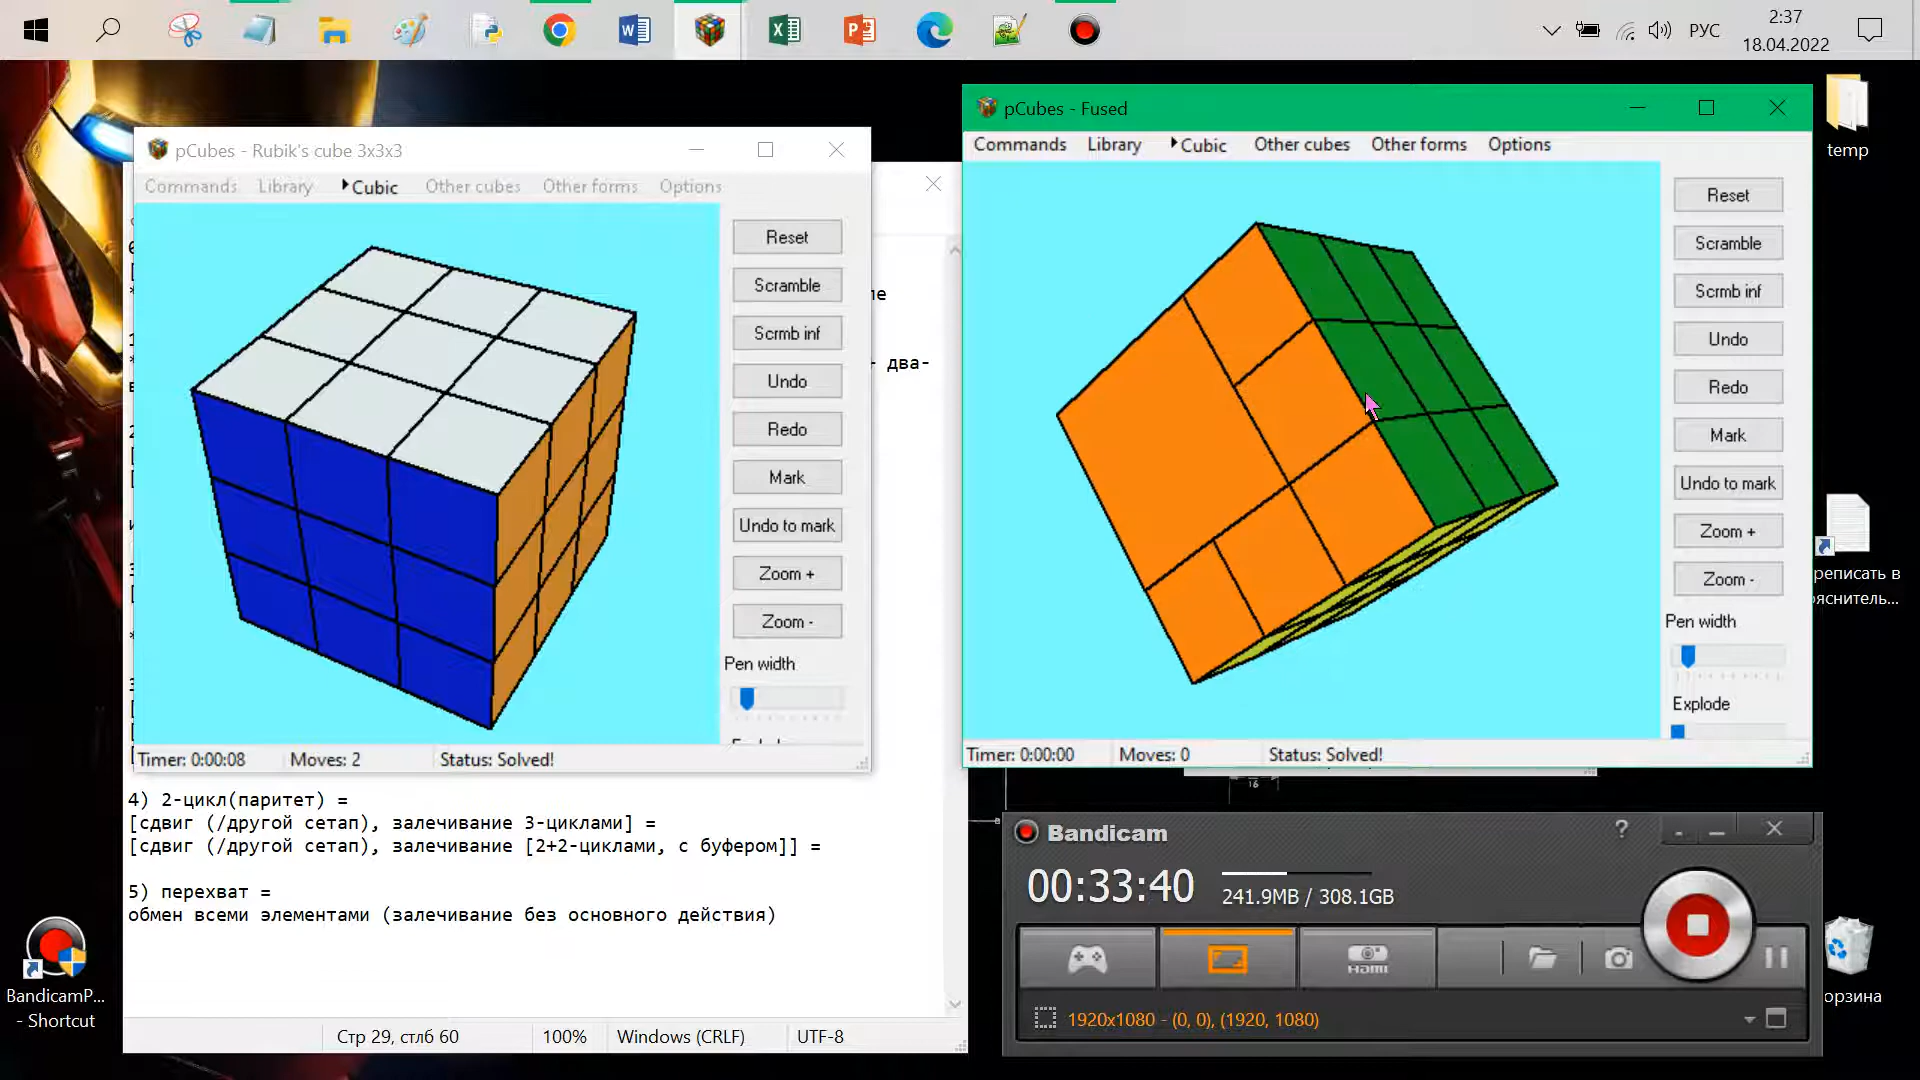 2:37
РУС
18.04.2022
pCubes - Fused
Commands Library Cubic Other cubes Other forms Options
Reset
Scramble
Scrmb inf
Undo
Redo
Mark
Undo to mark
Zoom +
Zoom -
Pen width
Explode
Timer: 0:00:00 Moves: 0 Status: Solved!
temp
реписать в
ояснитель...
pCubes - Rubik's cube 3x3x3
Commands Library Cubic Other cubes Other forms Options
Reset
Scramble
Scrmb inf
Undo
Redo
Mark
Undo to mark
Zoom +
Zoom -
Pen width
Timer: 0:00:08 Moves: 2 Status: Solved!
два-
4) 2-цикл(паритет) =
[сдвиг (/другой сетап), залечивание 3-циклами] =
[сдвиг (/другой сетап), залечивание [2+2-циклами, с буфером]] =
5) перехват =
обмен всеми элементами (залечивание без основного действия)
Стр 29, стлб 60 100% Windows (CRLF) UTF-8
16
Bandicam
?
00:33:40
241.9MB / 308.1GB
HDMI
1920x1080 - (0, 0), (1920, 1080)
BandicamP...
- Shortcut
орзина